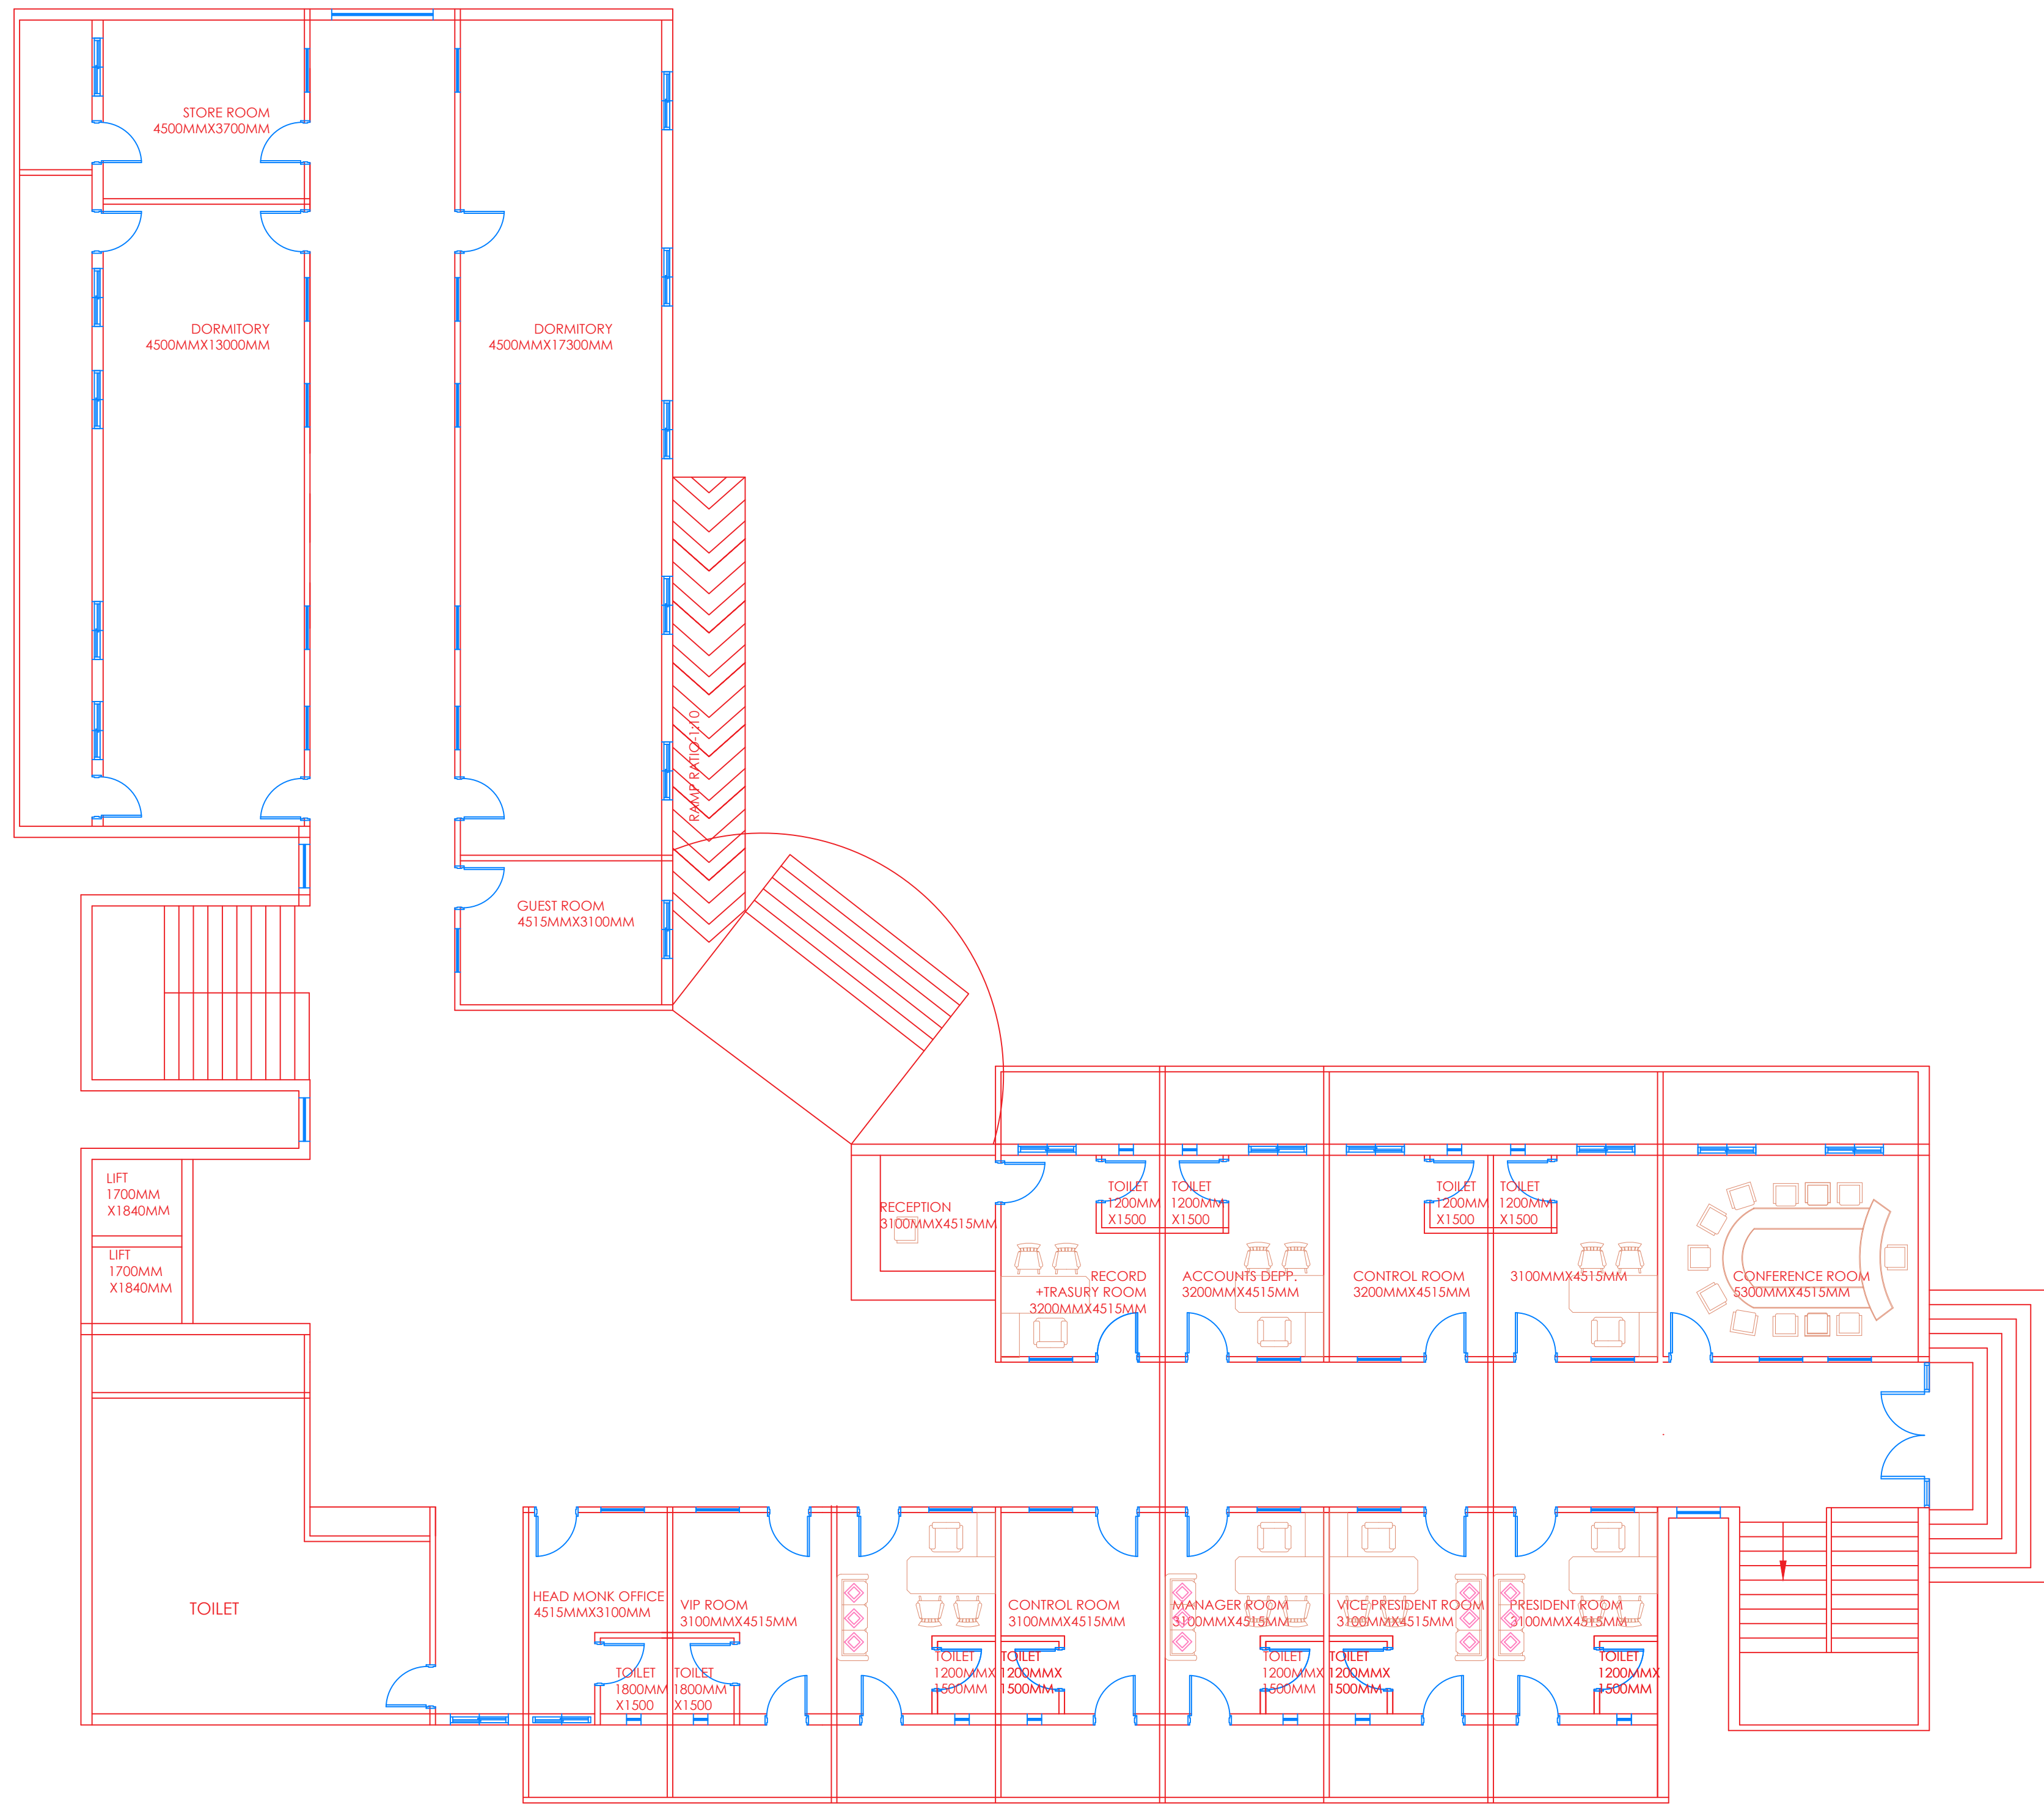 STORE ROOM
4500MMX3700MM
DORMITORY
4500MMX13000MM
DORMITORY
4500MMX17300MM
RAMP RATIO-1:10
GUEST ROOM
4515MMX3100MM
LIFT
1700MM
X1840MM
LIFT
1700MM
X1840MM
RECEPTION
3100MMX4515MM
TOILET
1200MM
X1500
TOILET
1200MM
X1500
TOILET
1200MM
X1500
TOILET
1200MM
X1500
RECORD
+TRASURY ROOM
3200MMX4515MM
ACCOUNTS DEPP.
3200MMX4515MM
CONTROL ROOM
3200MMX4515MM
3100MMX4515MM
CONFERENCE ROOM
5300MMX4515MM
TOILET
HEAD MONK OFFICE
4515MMX3100MM
VIP ROOM
3100MMX4515MM
CONTROL ROOM
3100MMX4515MM
MANAGER ROOM
3100MMX4515MM
VICE PRESIDENT ROOM
3100MMX4515MM
PRESIDENT ROOM
3100MMX4515MM
TOILET
1800MM
X1500
TOILET
1800MM
X1500
TOILET
1200MMX
1500MM
TOILET
1200MMX
1500MM
TOILET
1200MMX
1500MM
TOILET
1200MMX
1500MM
TOILET
1200MMX
1500MM